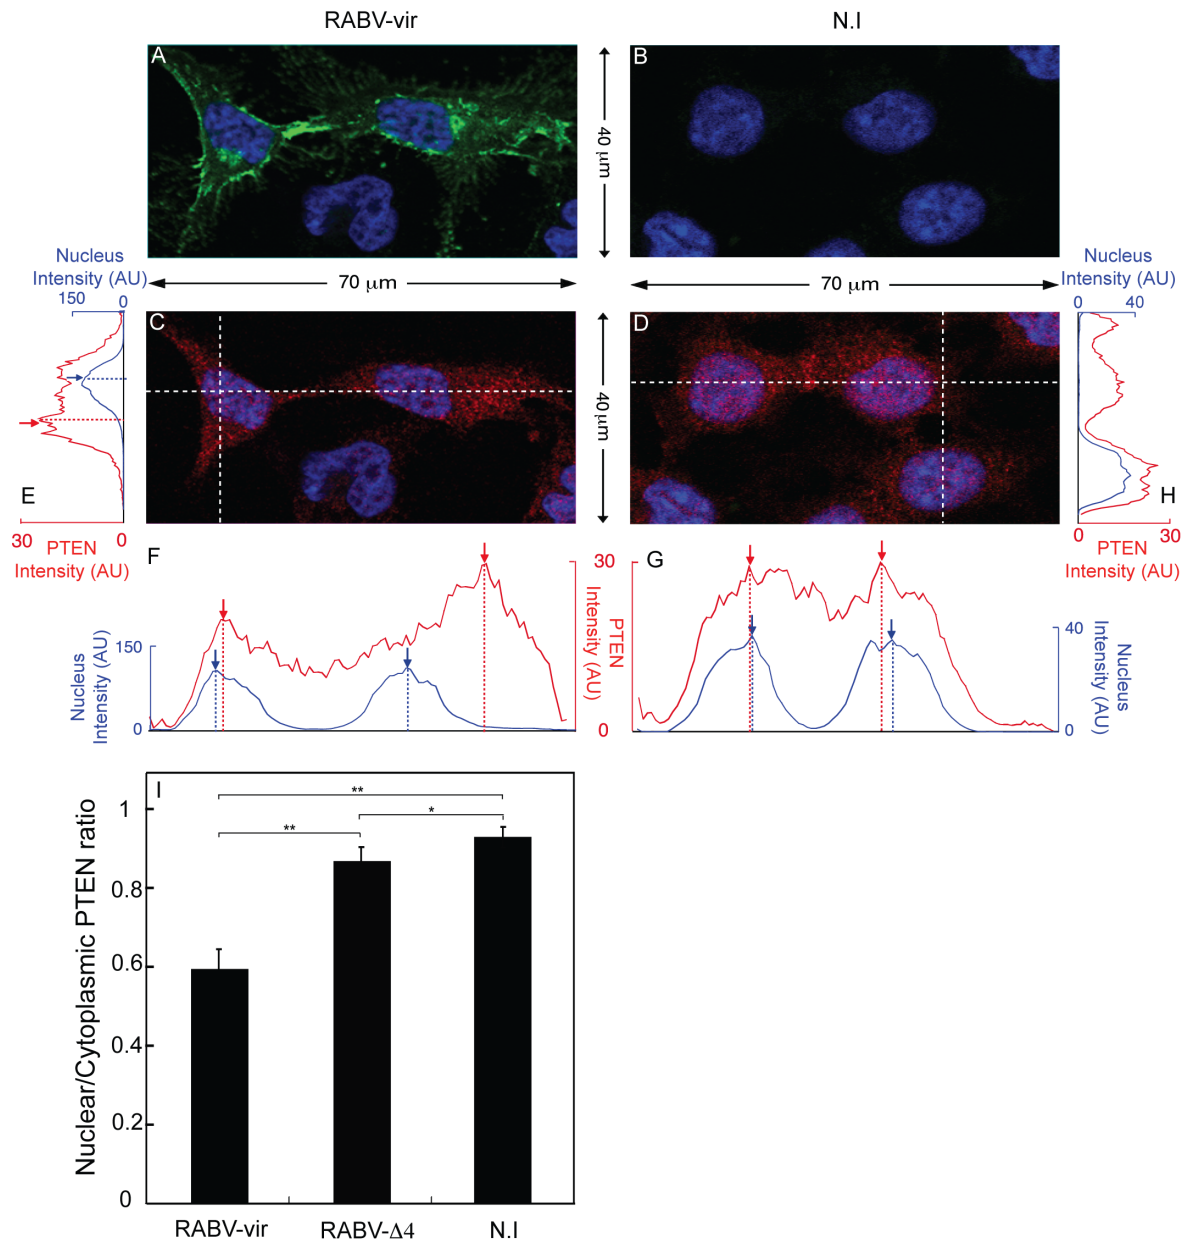 RABV-vir
N.I
A
B
40 μm
Nucleus
Intensity (AU)
150 0
70 μm
70 μm
Nucleus
Intensity (AU)
0 40
C
D
40 μm
E
30 0
PTEN
Intensity (AU)
H
0 30
PTEN
Intensity (AU)
F
Nucleus
Intensity (AU)
150
0
30
PTEN
Intensity (AU)
0
G
40
Nucleus
Intensity (AU)
0
I
Nuclear/Cytoplasmic PTEN ratio
1
0.8
0.6
0.4
0.2
0
**
*
**
RABV-vir
RABV-Δ4
N.I